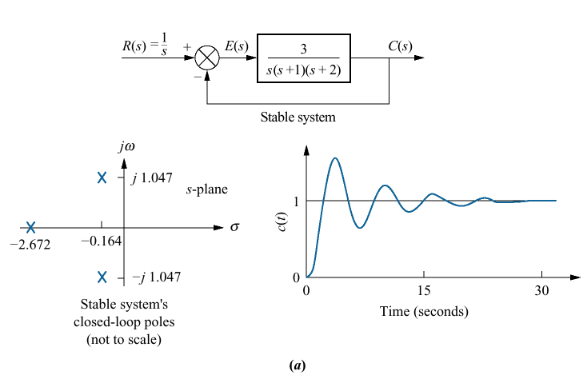 R(s) = 1/s
+
−
E(s)
3
s(s + 1)(s + 2)
C(s)
Stable system
jω
j 1.047
s-plane
σ
−2.672
−0.164
−j 1.047
Stable system's
closed-loop poles
(not to scale)
c(t)
1
0
0
15
30
Time (seconds)
(a)